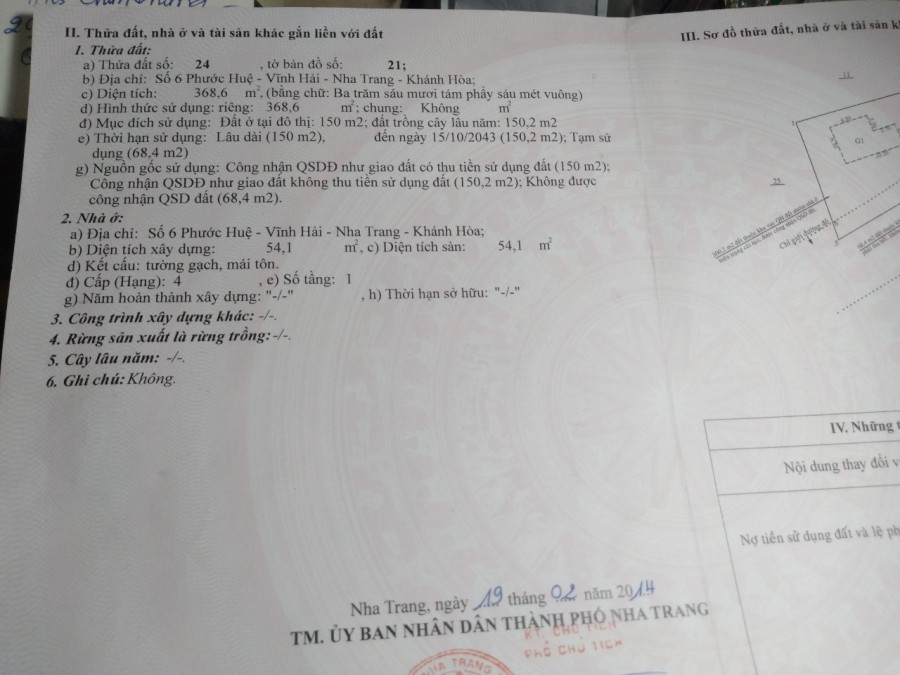 II. Thửa đất, nhà ở và tài sản khác gắn liền với đất
1. Thửa đất:
a) Thửa đất số: 24 , tờ bản đồ số: 21;
b) Địa chỉ: Số 6 Phước Huệ - Vĩnh Hải - Nha Trang - Khánh Hòa;
c) Diện tích: 368,6 m², (bằng chữ: Ba trăm sáu mươi tám phẩy sáu mét vuông)
d) Hình thức sử dụng: riêng: 368,6 m²; chung: Không m²
đ) Mục đích sử dụng: Đất ở tại đô thị: 150 m2; đất trồng cây lâu năm: 150,2 m2
e) Thời hạn sử dụng: Lâu dài (150 m2), đến ngày 15/10/2043 (150,2 m2); Tạm sử
dụng (68,4 m2)
g) Nguồn gốc sử dụng: Công nhận QSDĐ như giao đất có thu tiền sử dụng đất (150 m2);
Công nhận QSDĐ như giao đất không thu tiền sử dụng đất (150,2 m2); Không được
công nhận QSD đất (68,4 m2).
2. Nhà ở:
a) Địa chỉ: Số 6 Phước Huệ - Vĩnh Hải - Nha Trang - Khánh Hòa;
b) Diện tích xây dựng: 54,1 m², c) Diện tích sàn: 54,1 m²
d) Kết cấu: tường gạch, mái tôn.
đ) Cấp (Hạng): 4 , e) Số tầng: 1
g) Năm hoàn thành xây dựng: "-/-" , h) Thời hạn sở hữu: "-/-"
3. Công trình xây dựng khác: -/-.
4. Rừng sản xuất là rừng trồng: -/-.
5. Cây lâu năm: -/-.
6. Ghi chú: Không.
Nha Trang, ngày 19 tháng 02 năm 2014
TM. ỦY BAN NHÂN DÂN THÀNH PHỐ NHA TRANG
KT. CHỦ TỊCH
PHÓ CHỦ TỊCH
NHA TRANG
III. Sơ đồ thửa đất, nhà ở và tài sản
G1
Chỉ giới đường đỏ
IV. Những
Nội dung thay đổi
Nợ tiền sử dụng đất và lệ